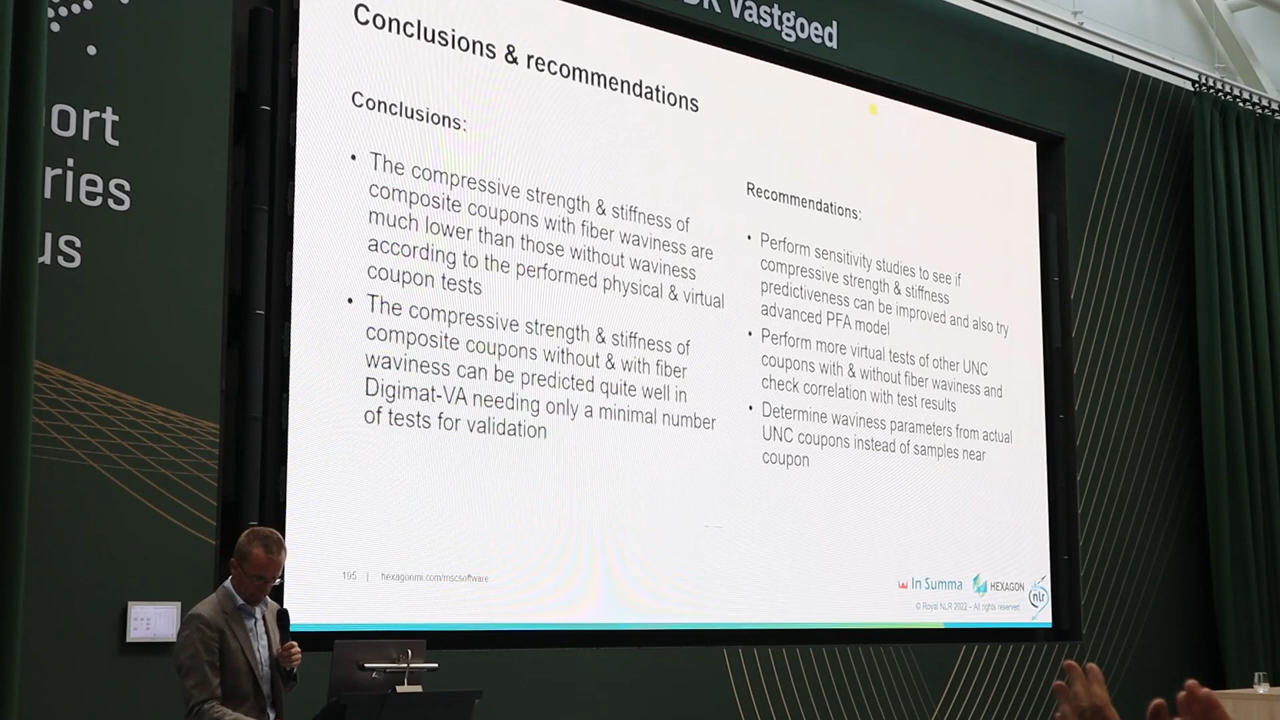 Vastgoed
ort
ries
us
Conclusions & recommendations
Conclusions:
• The compressive strength & stiffness of
composite coupons with fiber waviness are
much lower than those without waviness
according to the performed physical & virtual
coupon tests
• The compressive strength & stiffness of
composite coupons without & with fiber
waviness can be predicted quite well in
Digimat-VA needing only a minimal number
of tests for validation
Recommendations:
• Perform sensitivity studies to see if
compressive strength & stiffness
predictiveness can be improved and also try
advanced PFA model
• Perform more virtual tests of other UNC
coupons with & without fiber waviness and
check correlation with test results
• Determine waviness parameters from actual
UNC coupons instead of samples near
coupon
195 | hexagonmi.com/mscsoftware
In Summa HEXAGON nlr
© Royal NLR 2022 – All rights reserved